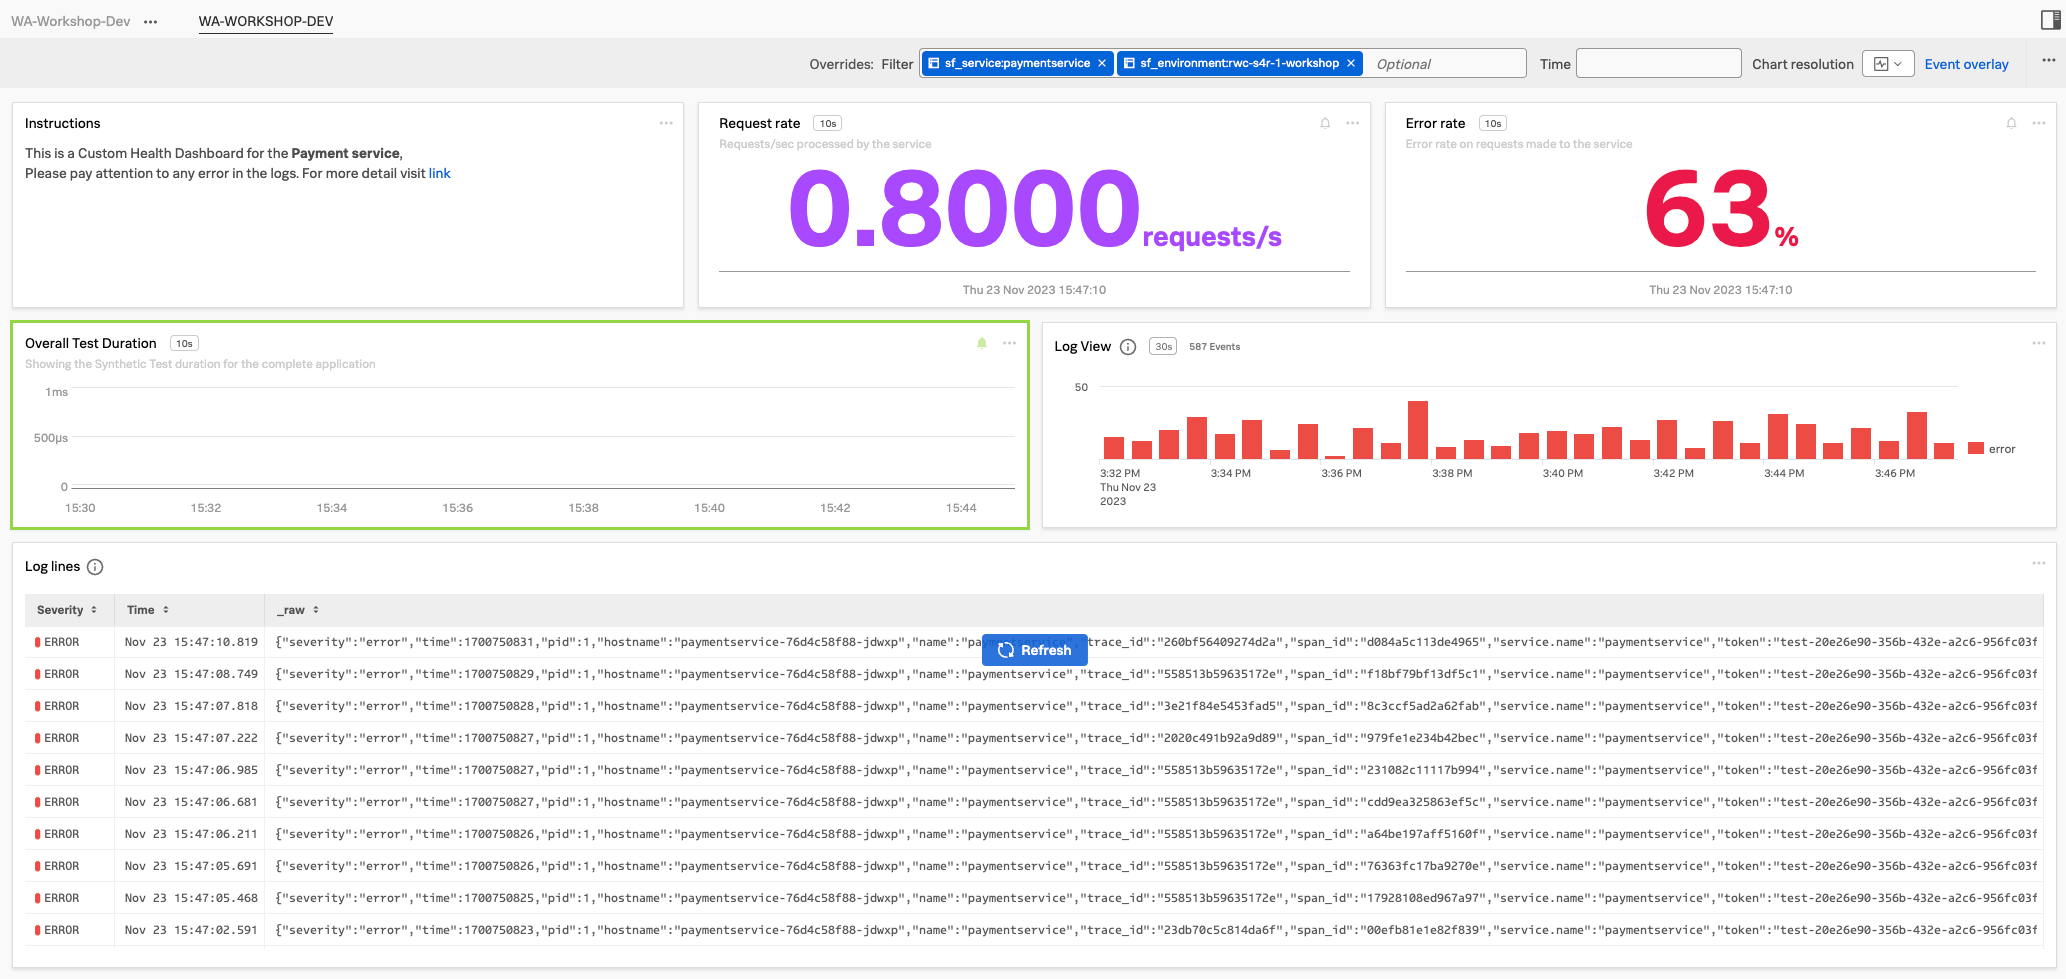 WA-Workshop-Dev ••• WA-WORKSHOP-DEV
Overrides: Filter sf_service:paymentservice × sf_environment:rwc-s4r-1-workshop × Optional Time Chart resolution Event overlay
Instructions
This is a Custom Health Dashboard for the Payment service,
Please pay attention to any error in the logs. For more detail visit link
Request rate 10s
Requests/sec processed by the service
0.8000 requests/s
Thu 23 Nov 2023 15:47:10
Error rate 10s
Error rate on requests made to the service
63 %
Thu 23 Nov 2023 15:47:10
Overall Test Duration 10s
Showing the Synthetic Test duration for the complete application
1ms
500µs
0
15:30 15:32 15:34 15:36 15:38 15:40 15:42 15:44
Log View 30s 587 Events
50
error
3:32 PM 3:34 PM 3:36 PM 3:38 PM 3:40 PM 3:42 PM 3:44 PM 3:46 PM
Thu Nov 23
2023
Log lines
Severity Time _raw
ERROR Nov 23 15:47:10.819 {"severity":"error","time":1700750831,"pid":1,"hostname":"paymentservice-76d4c58f88-jdwxp","name":"paymentservice","trace_id":"260bf56409274d2a","span_id":"d084a5c113de4965","service.name":"paymentservice","token":"test-20e26e90-356b-432e-a2c6-956fc03f
Refresh
ERROR Nov 23 15:47:08.749 {"severity":"error","time":1700750829,"pid":1,"hostname":"paymentservice-76d4c58f88-jdwxp","name":"paymentservice","trace_id":"558513b59635172e","span_id":"f18bf79bf13df5c1","service.name":"paymentservice","token":"test-20e26e90-356b-432e-a2c6-956fc03f
ERROR Nov 23 15:47:07.818 {"severity":"error","time":1700750828,"pid":1,"hostname":"paymentservice-76d4c58f88-jdwxp","name":"paymentservice","trace_id":"3e21f84e5453fad5","span_id":"8c3ccf5ad2a62fab","service.name":"paymentservice","token":"test-20e26e90-356b-432e-a2c6-956fc03f
ERROR Nov 23 15:47:07.222 {"severity":"error","time":1700750827,"pid":1,"hostname":"paymentservice-76d4c58f88-jdwxp","name":"paymentservice","trace_id":"2020c491b92a9d89","span_id":"979fe1e234b42bec","service.name":"paymentservice","token":"test-20e26e90-356b-432e-a2c6-956fc03f
ERROR Nov 23 15:47:06.985 {"severity":"error","time":1700750827,"pid":1,"hostname":"paymentservice-76d4c58f88-jdwxp","name":"paymentservice","trace_id":"558513b59635172e","span_id":"231082c11117b994","service.name":"paymentservice","token":"test-20e26e90-356b-432e-a2c6-956fc03f
ERROR Nov 23 15:47:06.681 {"severity":"error","time":1700750827,"pid":1,"hostname":"paymentservice-76d4c58f88-jdwxp","name":"paymentservice","trace_id":"558513b59635172e","span_id":"cdd9ea325863ef5c","service.name":"paymentservice","token":"test-20e26e90-356b-432e-a2c6-956fc03f
ERROR Nov 23 15:47:06.211 {"severity":"error","time":1700750826,"pid":1,"hostname":"paymentservice-76d4c58f88-jdwxp","name":"paymentservice","trace_id":"558513b59635172e","span_id":"a64be197aff5160f","service.name":"paymentservice","token":"test-20e26e90-356b-432e-a2c6-956fc03f
ERROR Nov 23 15:47:05.691 {"severity":"error","time":1700750826,"pid":1,"hostname":"paymentservice-76d4c58f88-jdwxp","name":"paymentservice","trace_id":"558513b59635172e","span_id":"76363fc17ba9270e","service.name":"paymentservice","token":"test-20e26e90-356b-432e-a2c6-956fc03f
ERROR Nov 23 15:47:05.468 {"severity":"error","time":1700750825,"pid":1,"hostname":"paymentservice-76d4c58f88-jdwxp","name":"paymentservice","trace_id":"558513b59635172e","span_id":"17928108ed967a97","service.name":"paymentservice","token":"test-20e26e90-356b-432e-a2c6-956fc03f
ERROR Nov 23 15:47:02.591 {"severity":"error","time":1700750823,"pid":1,"hostname":"paymentservice-76d4c58f88-jdwxp","name":"paymentservice","trace_id":"23db70c5c814da6f","span_id":"00efb81e1e82f839","service.name":"paymentservice","token":"test-20e26e90-356b-432e-a2c6-956fc03f